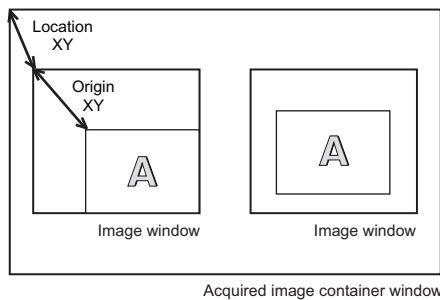 Location
XY
Origin
XY
A
A
Image window
Image window
Acquired image container window